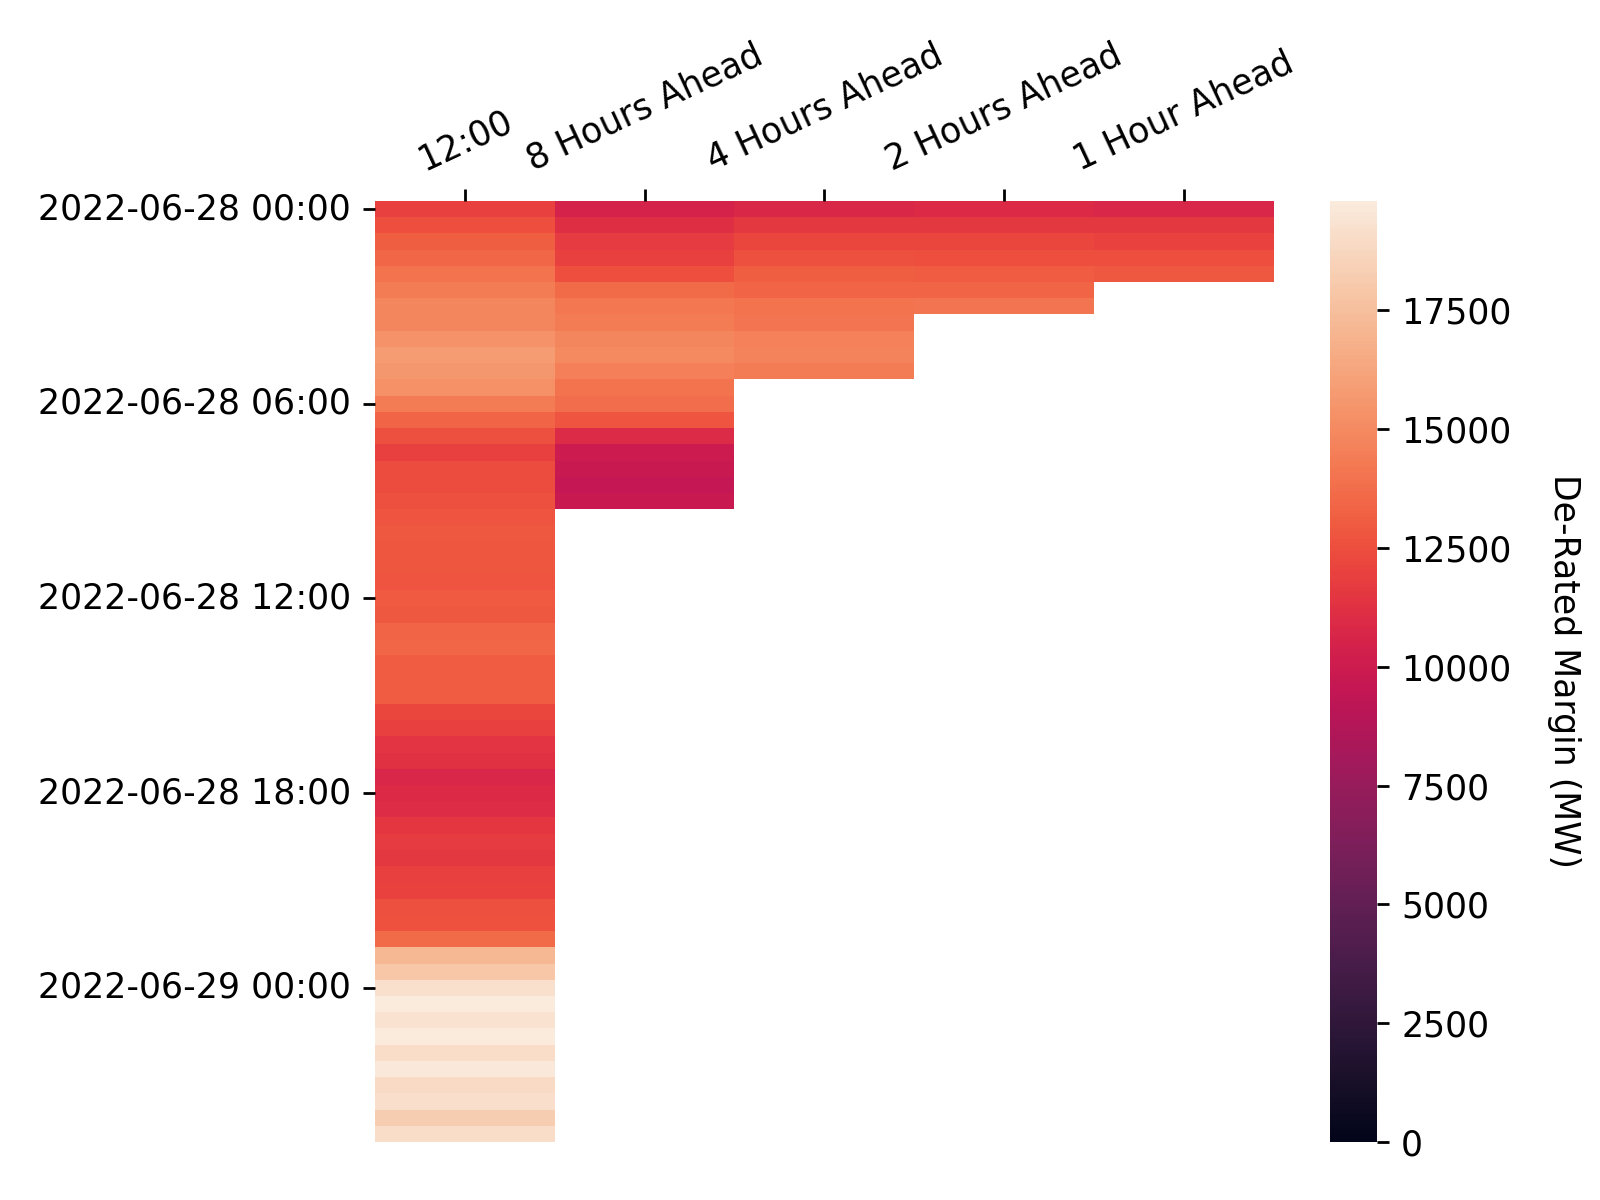 12:00
8 Hours Ahead
4 Hours Ahead
2 Hours Ahead
1 Hour Ahead
2022-06-28 00:00
2022-06-28 06:00
2022-06-28 12:00
2022-06-28 18:00
2022-06-29 00:00
17500
15000
12500
10000
7500
5000
2500
0
De-Rated Margin (MW)